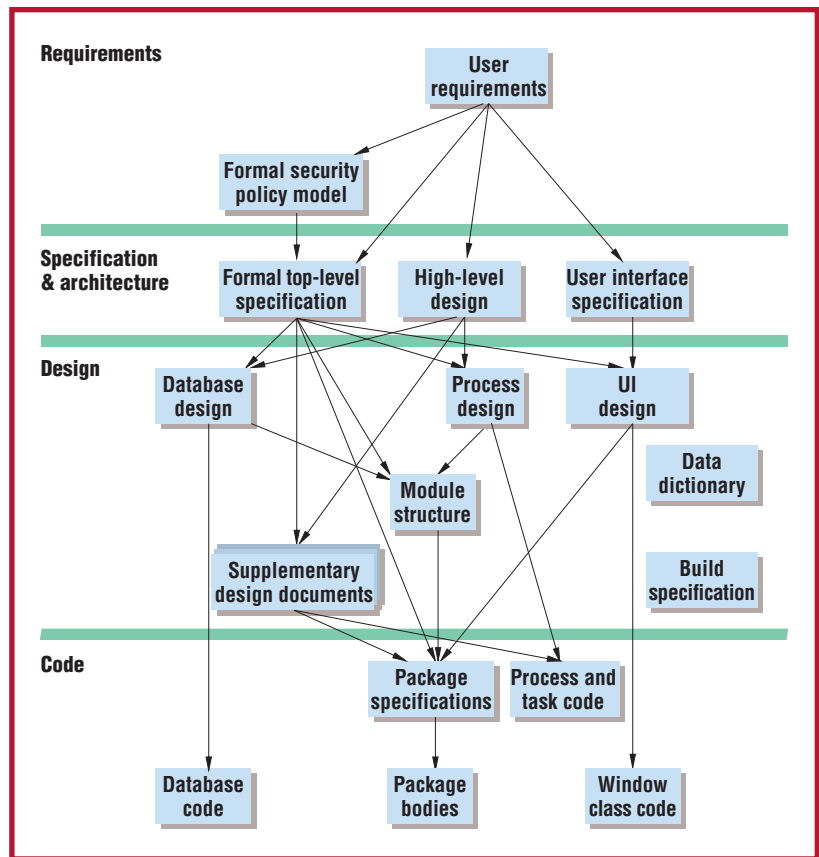 Requirements
User
requirements
Formal security
policy model
Specification
& architecture
Formal top-level
specification
High-level
design
User interface
specification
Design
Database
design
Process
design
UI
design
Data
dictionary
Module
structure
Supplementary
design documents
Build
specification
Code
Package
specifications
Process and
task code
Database
code
Package
bodies
Window
class code